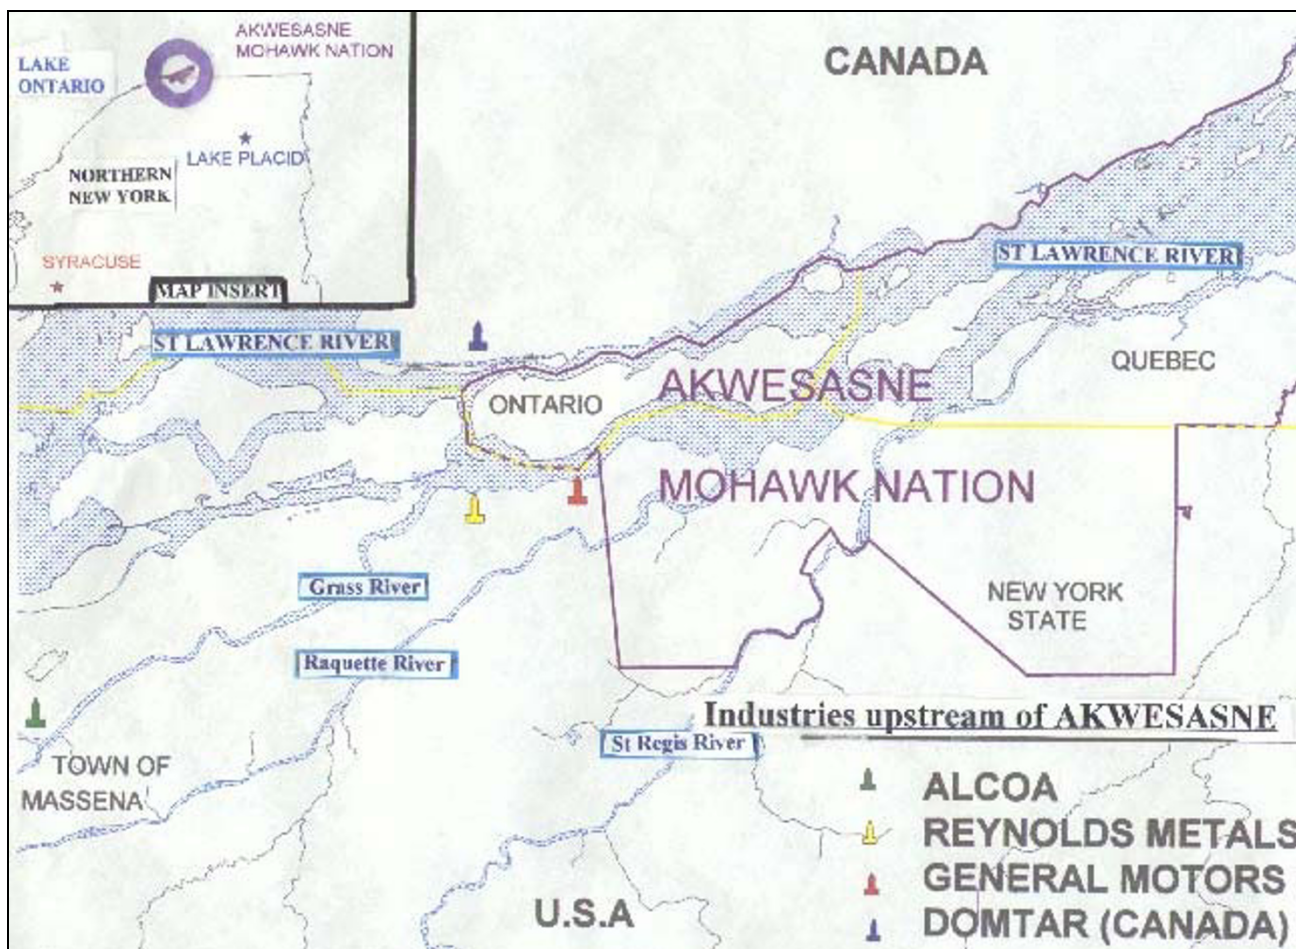 AKWESASNE
MOHAWK NATION
LAKE
ONTARIO
LAKE PLACID
NORTHERN
NEW YORK
SYRACUSE
MAP INSERT
CANADA
ST LAWRENCE RIVER
ST LAWRENCE RIVER
QUEBEC
ONTARIO
AKWESASNE
MOHAWK NATION
Grass River
NEW YORK
STATE
Raquette River
Industries upstream of AKWESASNE
St Regis River
TOWN OF
MASSENA
ALCOA
REYNOLDS METALS
GENERAL MOTORS
DOMTAR (CANADA)
U.S.A